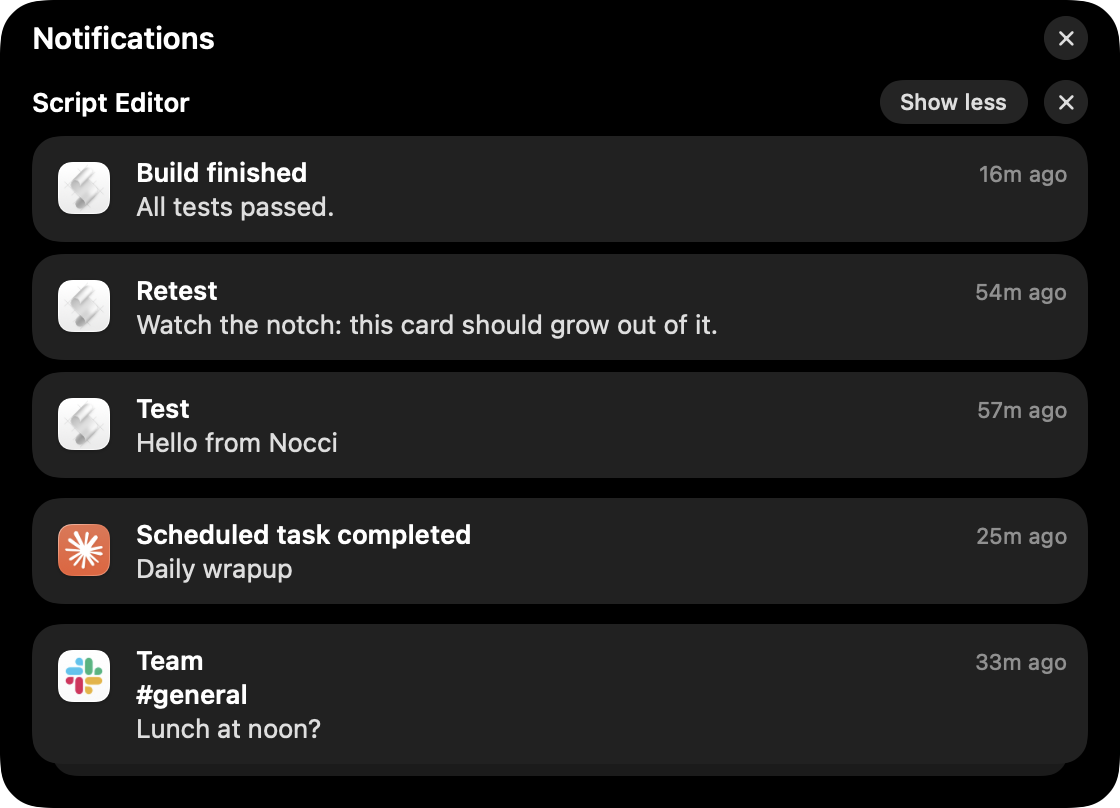 Notifications
Script Editor
Show less
Build finished
16m ago
All tests passed.
Retest
54m ago
Watch the notch: this card should grow out of it.
Test
57m ago
Hello from Nocci
Scheduled task completed
25m ago
Daily wrapup
Team
33m ago
#general
Lunch at noon?